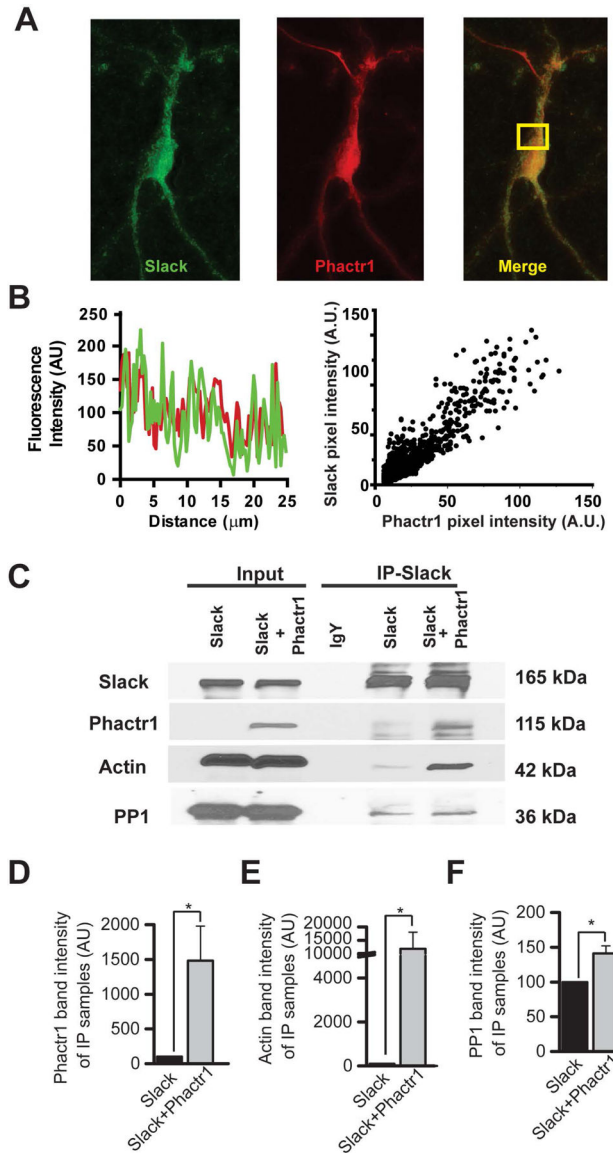 A
Slack
Phactr1
Merge
B
Fluorescence
Intensity (AU)
250
200
150
100
50
0
0 5 10 15 20 25
Distance (μm)
Slack pixel intensity (A.U.)
150
100
50
0
0 50 100 150
Phactr1 pixel intensity (A.U.)
C
Input
IP-Slack
Slack
Slack
+
Phactr1
IgY
Slack
Slack
+
Phactr1
Slack
165 kDa
Phactr1
115 kDa
Actin
42 kDa
PP1
36 kDa
D
Phactr1 band intensity
of IP samples (AU)
2000
1500
1000
500
0
*
Slack
Slack+Phactr1
E
Actin band intensity
of IP samples (AU)
20000
15000
10000
4000
2000
0
*
Slack
Slack+Phactr1
F
PP1 band intensity
of IP samples (AU)
200
150
100
50
0
*
Slack
Slack+Phactr1